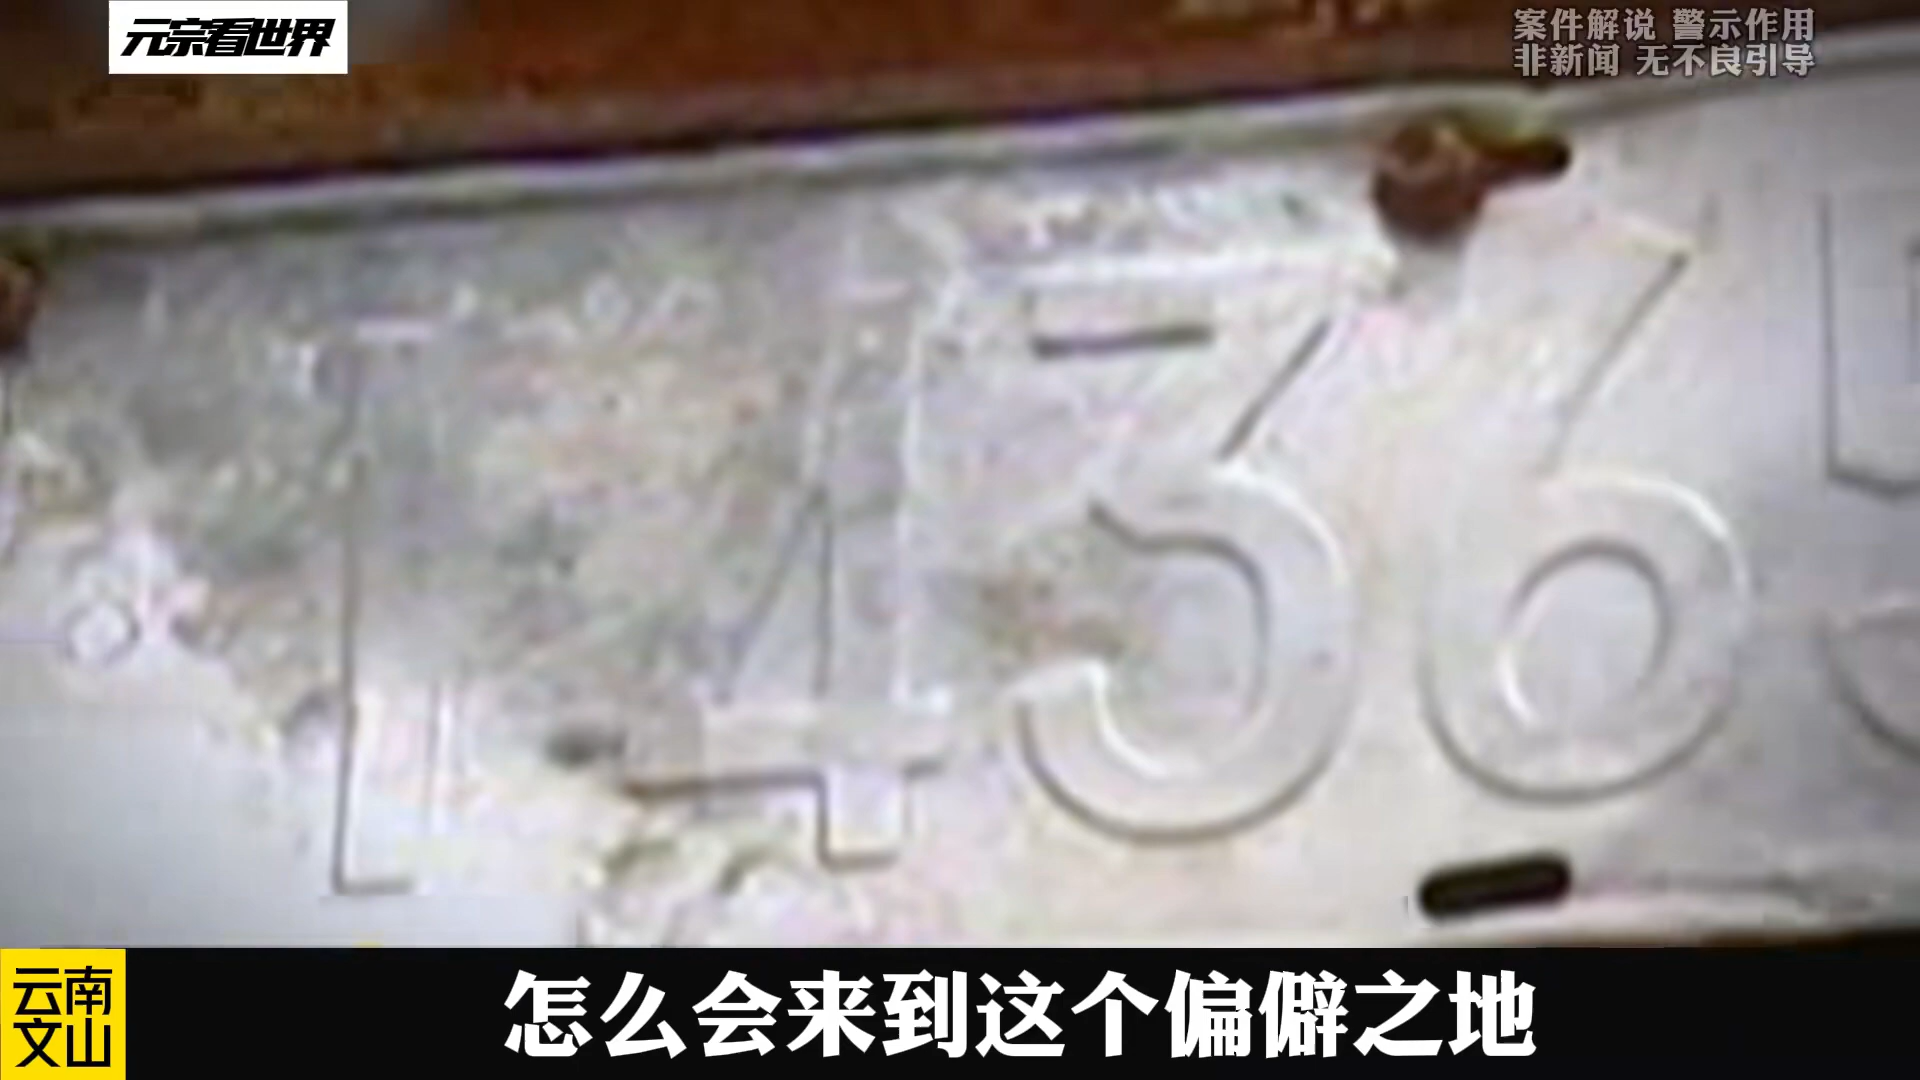 元宗看世界
案件解说 警示作用
非新闻 无不良引导
1436
云南
文山
怎么会来到这个偏僻之地